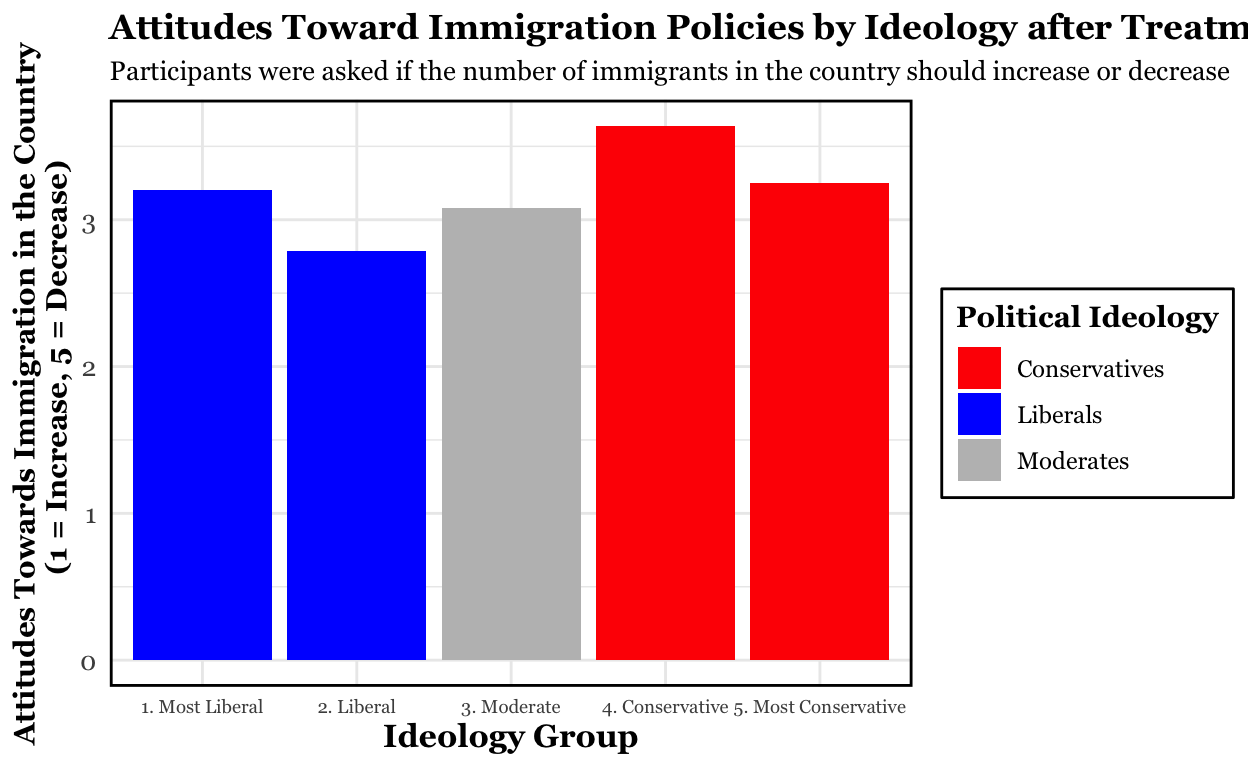 Attitudes Toward Immigration Policies by Ideology after Treatm
Participants were asked if the number of immigrants in the country should increase or decrease
Attitudes Towards Immigration in the Country
(1 = Increase, 5 = Decrease)
3
2
1
0
1. Most Liberal
2. Liberal
3. Moderate
4. Conservative
5. Most Conservative
Ideology Group
Political Ideology
Conservatives
Liberals
Moderates